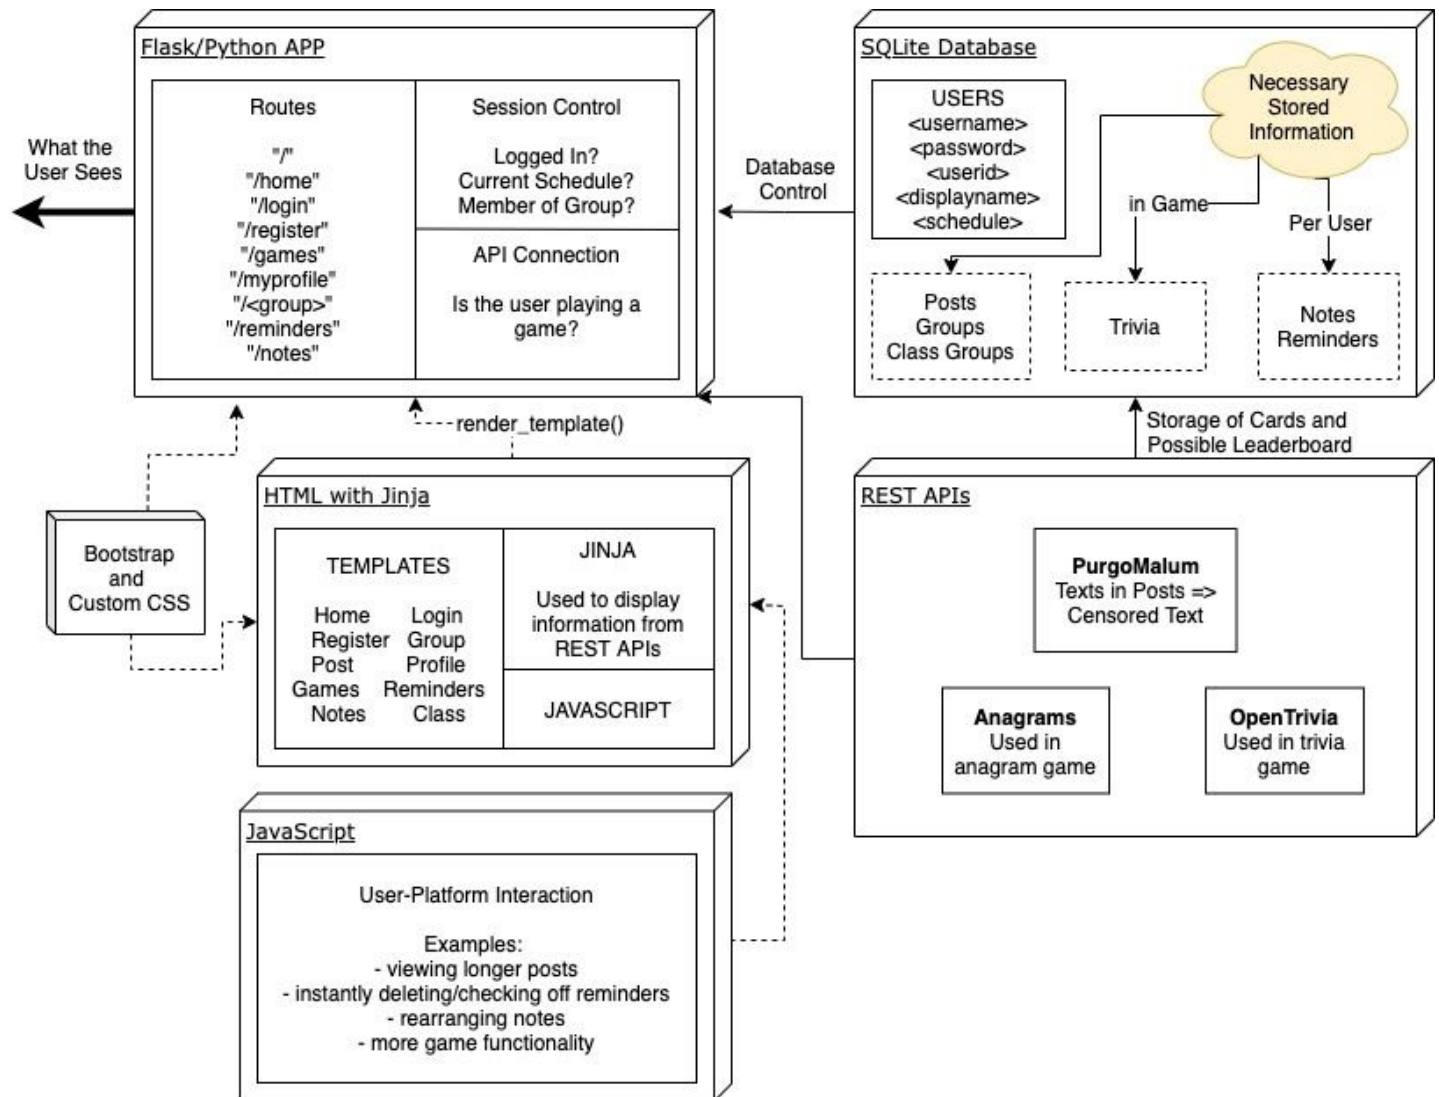 Flask/Python APP
Routes
"/"
"/home"
"/login"
"/register"
"/games"
"/myprofile"
"/<group>"
"/reminders"
"/notes"
Session Control
Logged In?
Current Schedule?
Member of Group?
API Connection
Is the user playing a
game?
What the
User Sees
Database
Control
SQLite Database
USERS
<username>
<password>
<userid>
<displayname>
<schedule>
Necessary
Stored
Information
in Game
Per User
Posts
Groups
Class Groups
Trivia
Notes
Reminders
render_template()
Storage of Cards and
Possible Leaderboard
Bootstrap
and
Custom CSS
HTML with Jinja
TEMPLATES
Home Login
Register Group
Post Profile
Games Reminders
Notes Class
JINJA
Used to display
information from
REST APIs
JAVASCRIPT
REST APIs
PurgoMalum
Texts in Posts =>
Censored Text
Anagrams
Used in
anagram game
OpenTrivia
Used in trivia
game
JavaScript
User-Platform Interaction
Examples:
- viewing longer posts
- instantly deleting/checking off reminders
- rearranging notes
- more game functionality